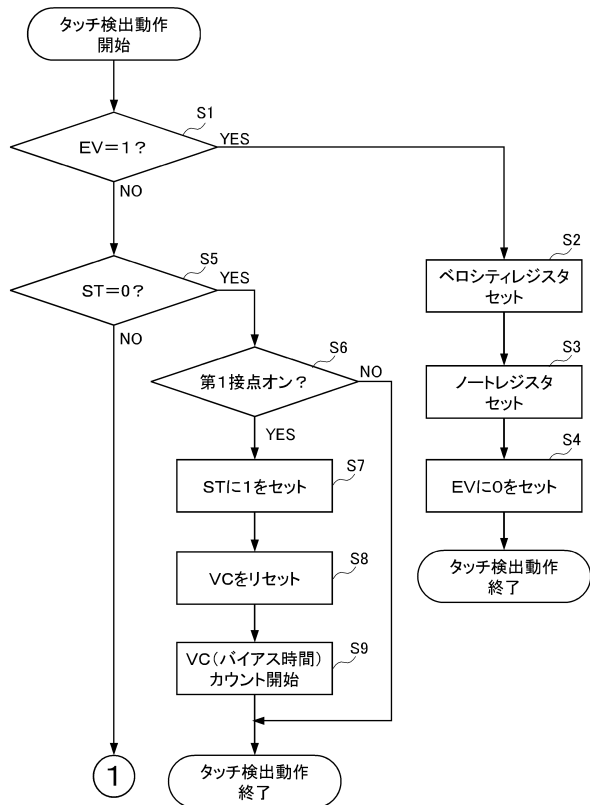 タッチ検出動作
開始
S1
EV=1?
YES
NO
S5
ST=0?
YES
NO
S2
ベロシティレジスタ
セット
S6
第1接点オン?
NO
YES
S3
ノートレジスタ
セット
S7
STに1をセット
S4
EVに0をセット
S8
VCをリセット
タッチ検出動作
終了
S9
VC(バイアス時間)
カウント開始
1
タッチ検出動作
終了